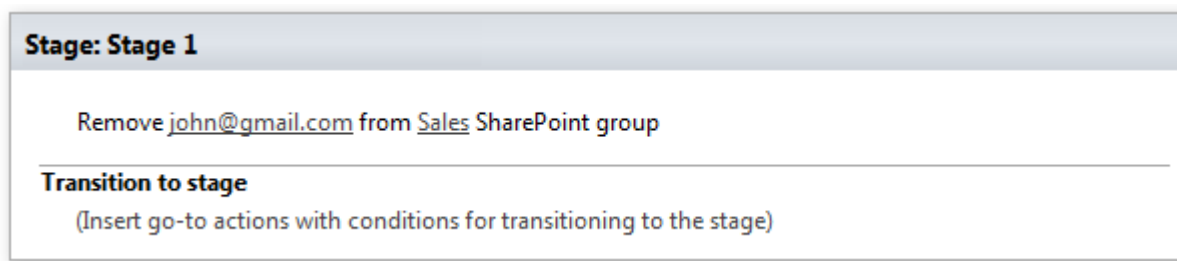 Stage: Stage 1
Remove john@gmail.com from Sales SharePoint group
Transition to stage
(Insert go-to actions with conditions for transitioning to the stage)